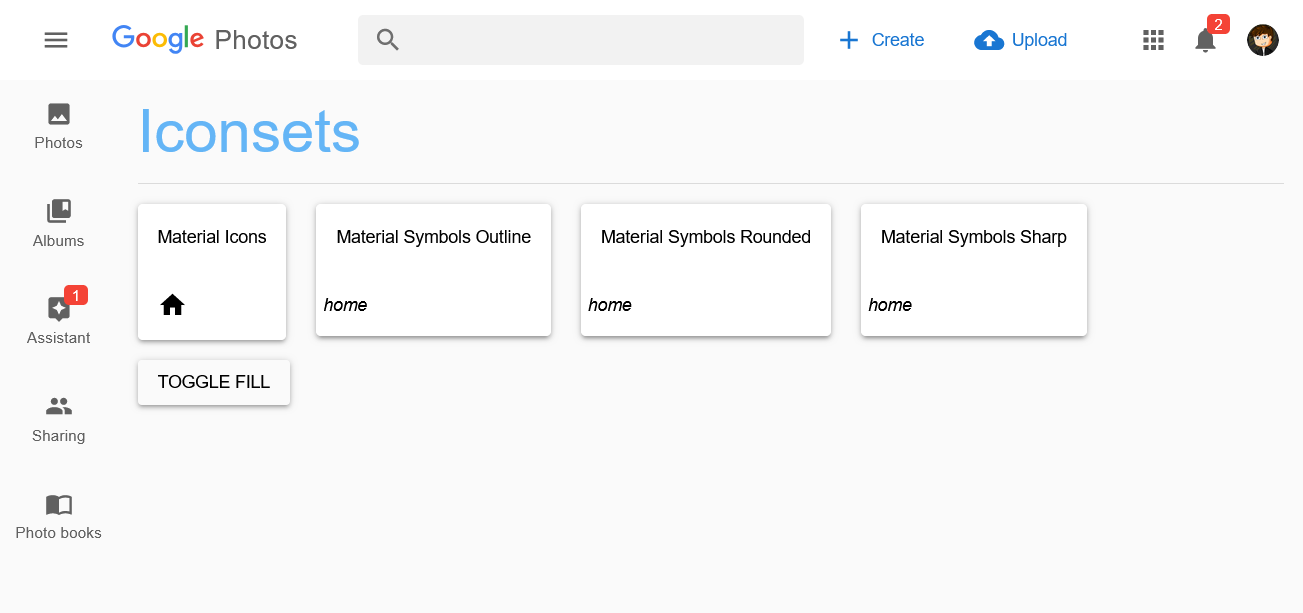 Google Photos
Create
Upload
2
Photos
Albums
1
Assistant
Sharing
Photo books
Iconsets
Material Icons
Material Symbols Outline
home
Material Symbols Rounded
home
Material Symbols Sharp
home
TOGGLE FILL